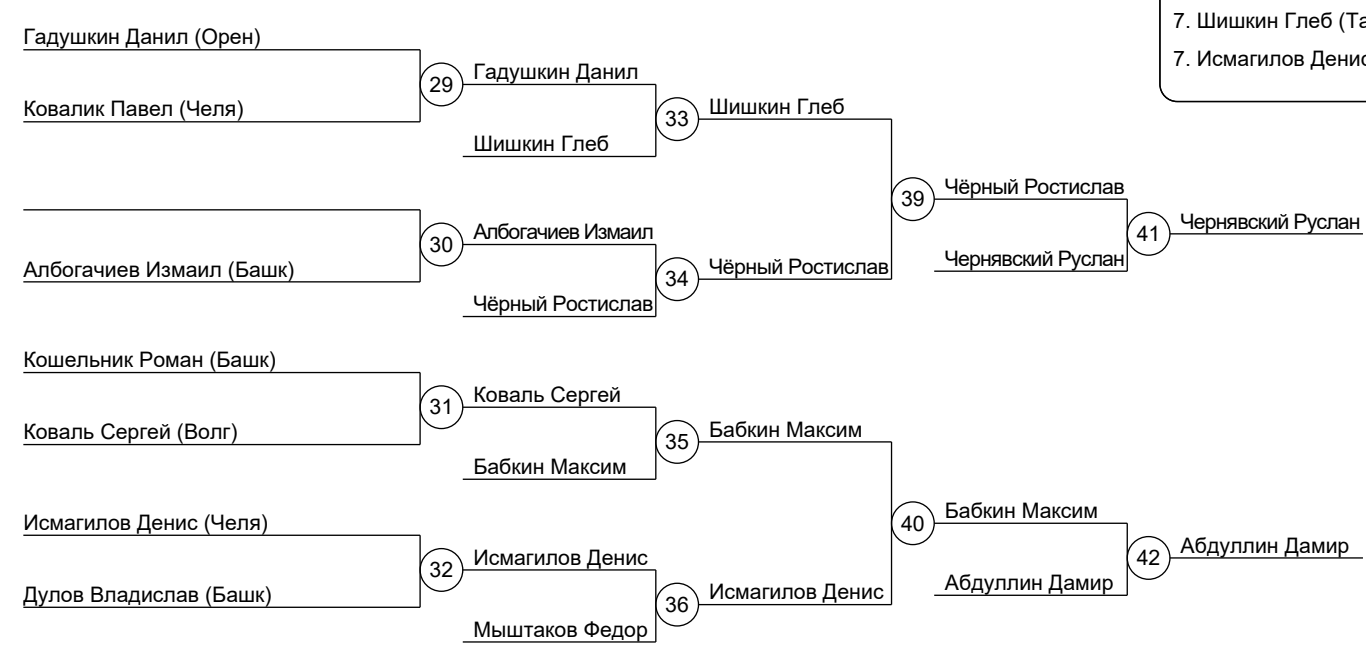 7. Шишкин Глеб (Та
7. Исмагилов Денис
Гадушкин Данил (Орен)
29
Гадушкин Данил
Ковалик Павел (Челя)
33
Шишкин Глеб
Шишкин Глеб
39
Чёрный Ростислав
30
Албогачиев Измаил
41
Чернявский Руслан
Албогачиев Измаил (Башк)
34
Чёрный Ростислав
Чернявский Руслан
Чёрный Ростислав
Кошельник Роман (Башк)
31
Коваль Сергей
Коваль Сергей (Волг)
35
Бабкин Максим
Бабкин Максим
Исмагилов Денис (Челя)
40
Бабкин Максим
32
Исмагилов Денис
42
Абдуллин Дамир
Дулов Владислав (Башк)
36
Исмагилов Денис
Абдуллин Дамир
Мыштаков Федор